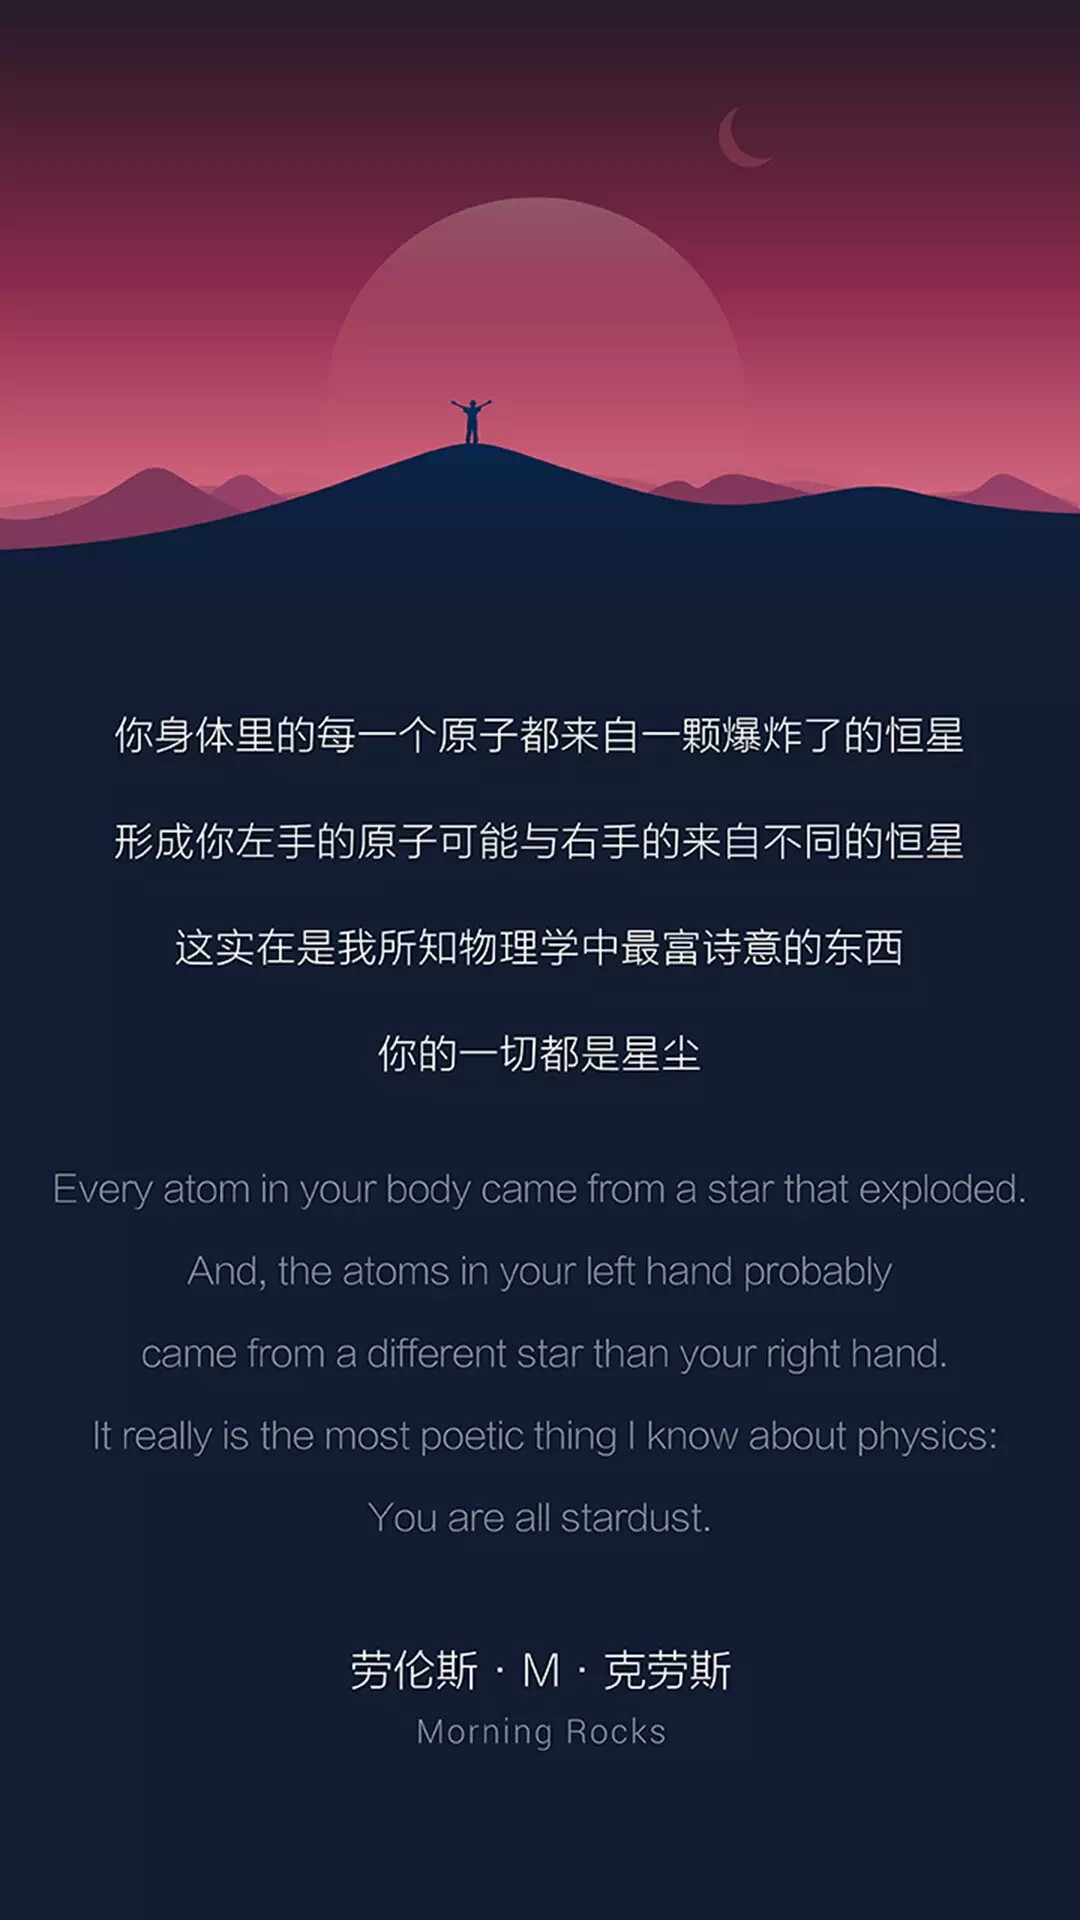 你身体里的每一个原子都来自一颗爆炸了的恒星
形成你左手的原子可能与右手的来自不同的恒星
这实在是我所知物理学中最富诗意的东西
你的一切都是星尘
Every atom in your body came from a star that exploded.
And, the atoms in your left hand probably
came from a different star than your right hand.
It really is the most poetic thing I know about physics:
You are all stardust.
劳伦斯 · M · 克劳斯
Morning Rocks